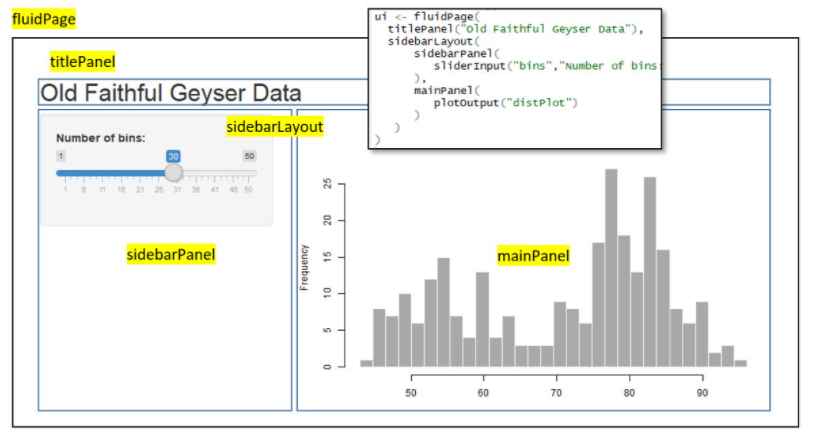 fluidPage
ui <- fluidPage(
titlePanel("Old Faithful Geyser Data"),
sidebarLayout(
sidebarPanel(
sliderInput("bins","Number of bins:
),
mainPanel(
plotOutput("distPlot")
)
)
)
titlePanel
Old Faithful Geyser Data
sidebarLayout
Number of bins:
1 30 50
1 6 11 16 21 26 31 36 41 46 50
sidebarPanel
mainPanel
Frequency
25
20
15
10
5
0
50 60 70 80 90